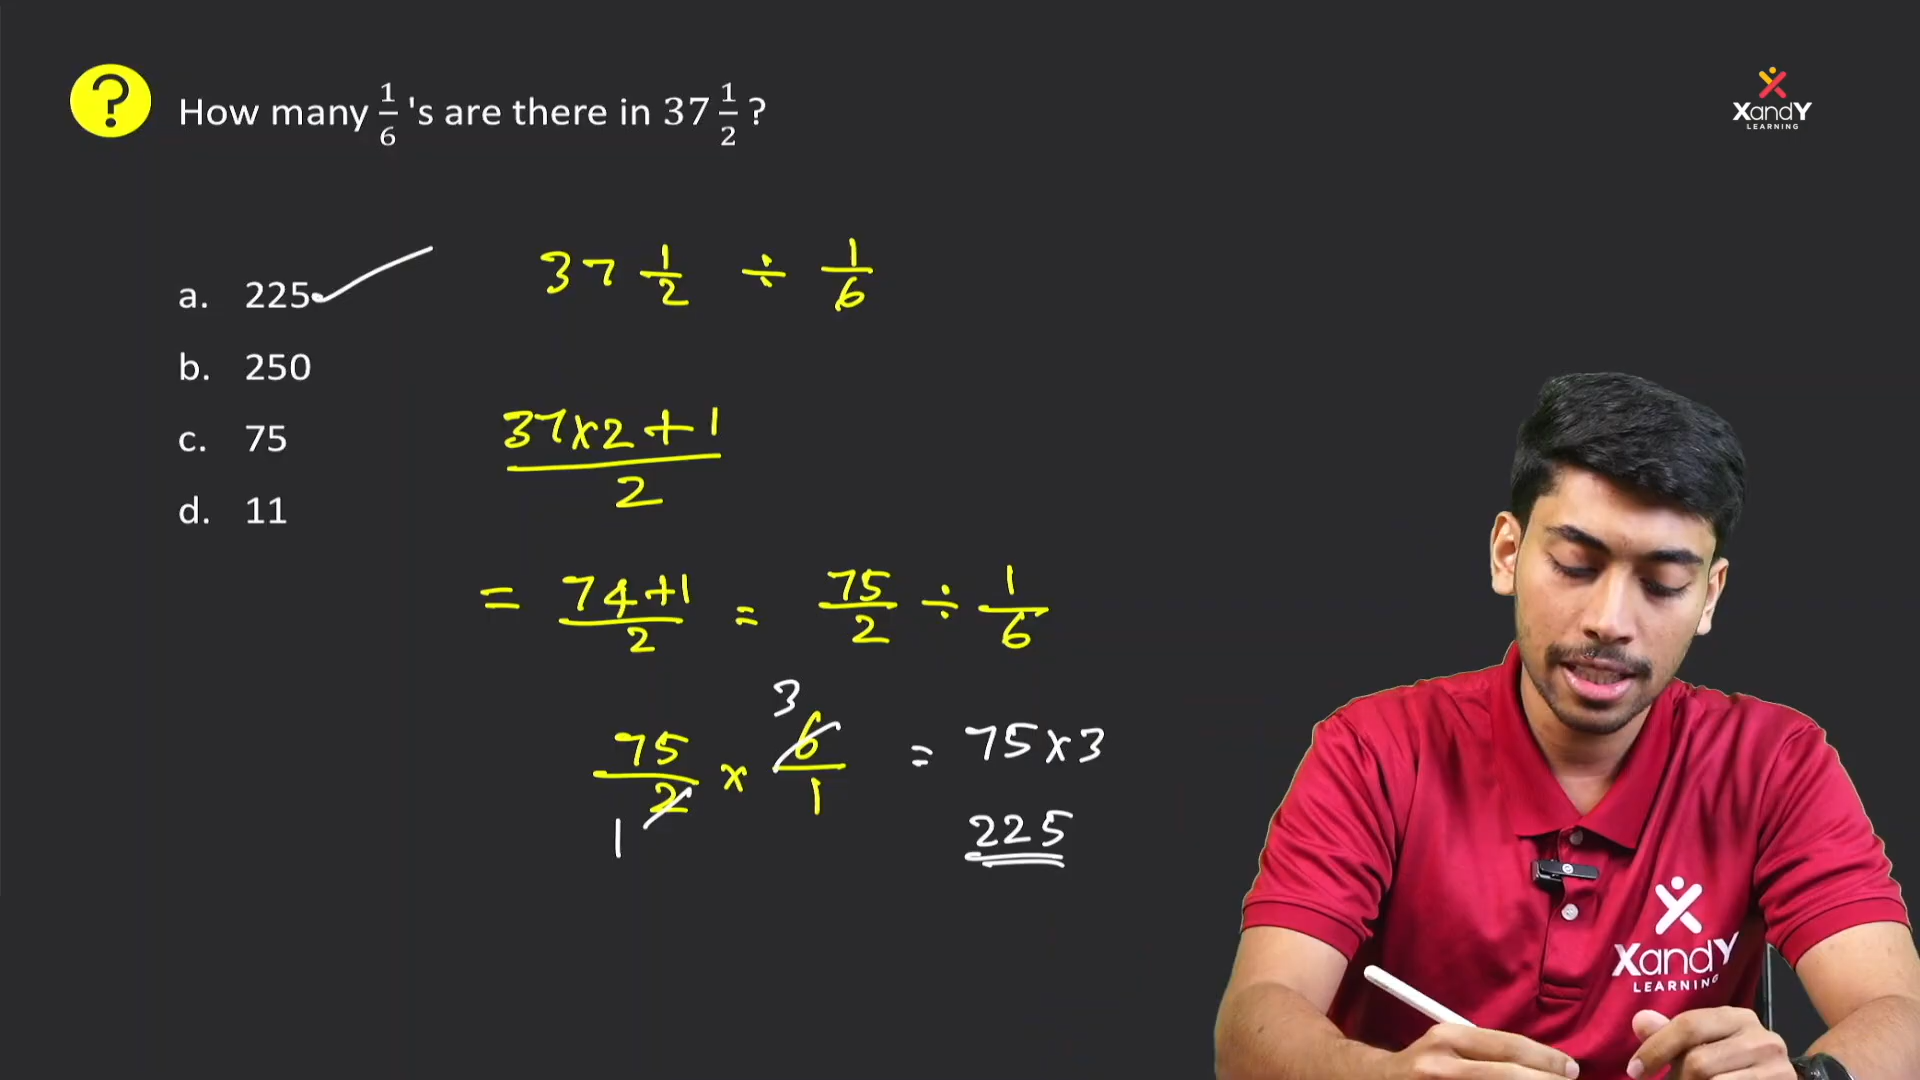 ? How many 1/6 's are there in 37 1/2 ?
XandY
LEARNING
a. 225
b. 250
c. 75
d. 11
37 1/2 ÷ 1/6
37x2+1
2
= 74+1/2 = 75/2 ÷ 1/6
3
75/2 x 6/1 = 75x3
1
225
XandY
LEARNING